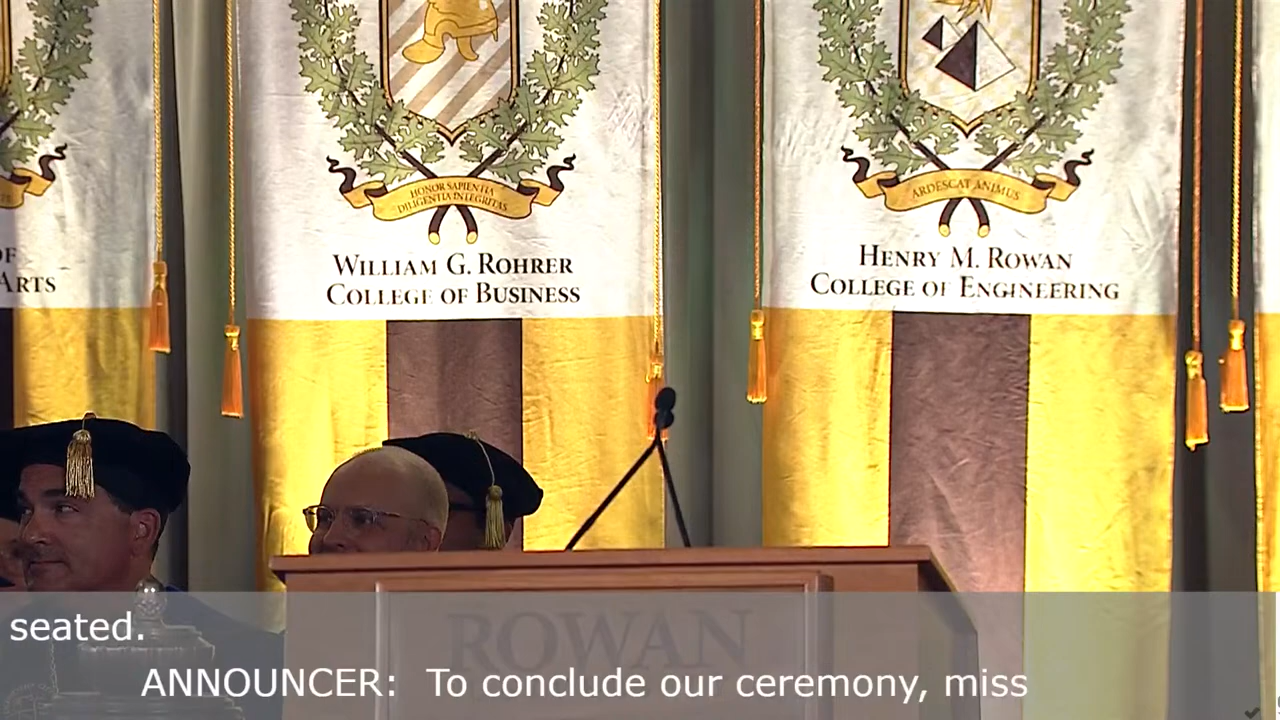 HONOR SAPIENTIA
DILIGENTIA INTEGRITAS
WILLIAM G. ROHRER
COLLEGE OF BUSINESS
ARDESCAT ANIMUS
HENRY M. ROWAN
COLLEGE OF ENGINEERING
OF
ARTS
ROWAN
seated.
ANNOUNCER: To conclude our ceremony, miss